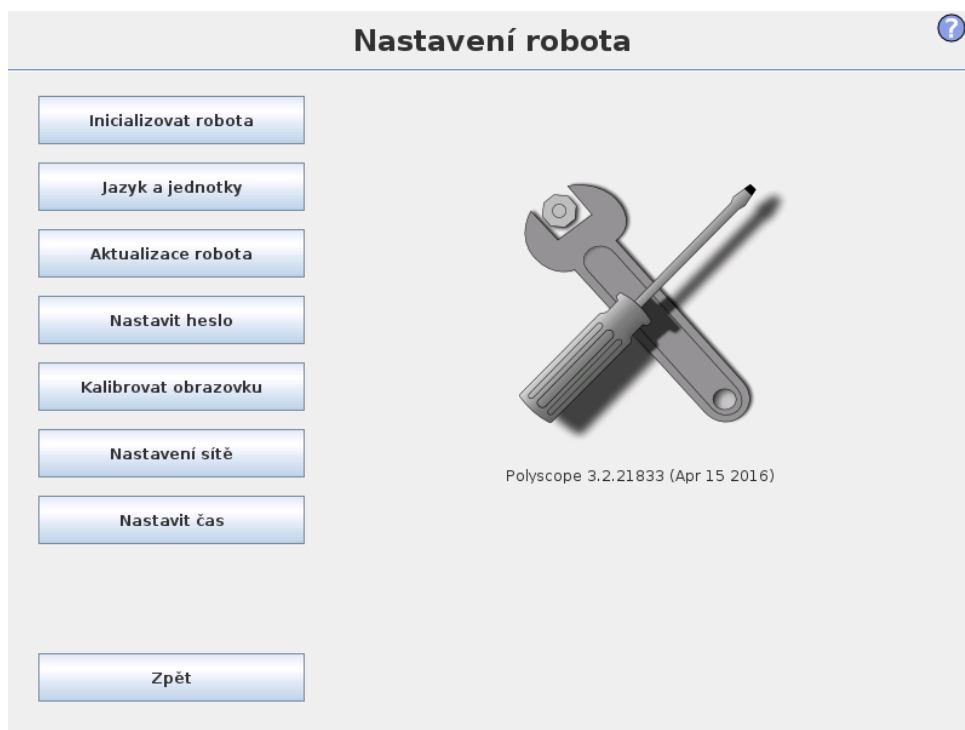 Nastavení robota
?
Inicializovat robota
Jazyk a jednotky
Aktualizace robota
Nastavit heslo
Kalibrovat obrazovku
Nastavení sítě
Nastavit čas
Polyscope 3.2.21833 (Apr 15 2016)
Zpět